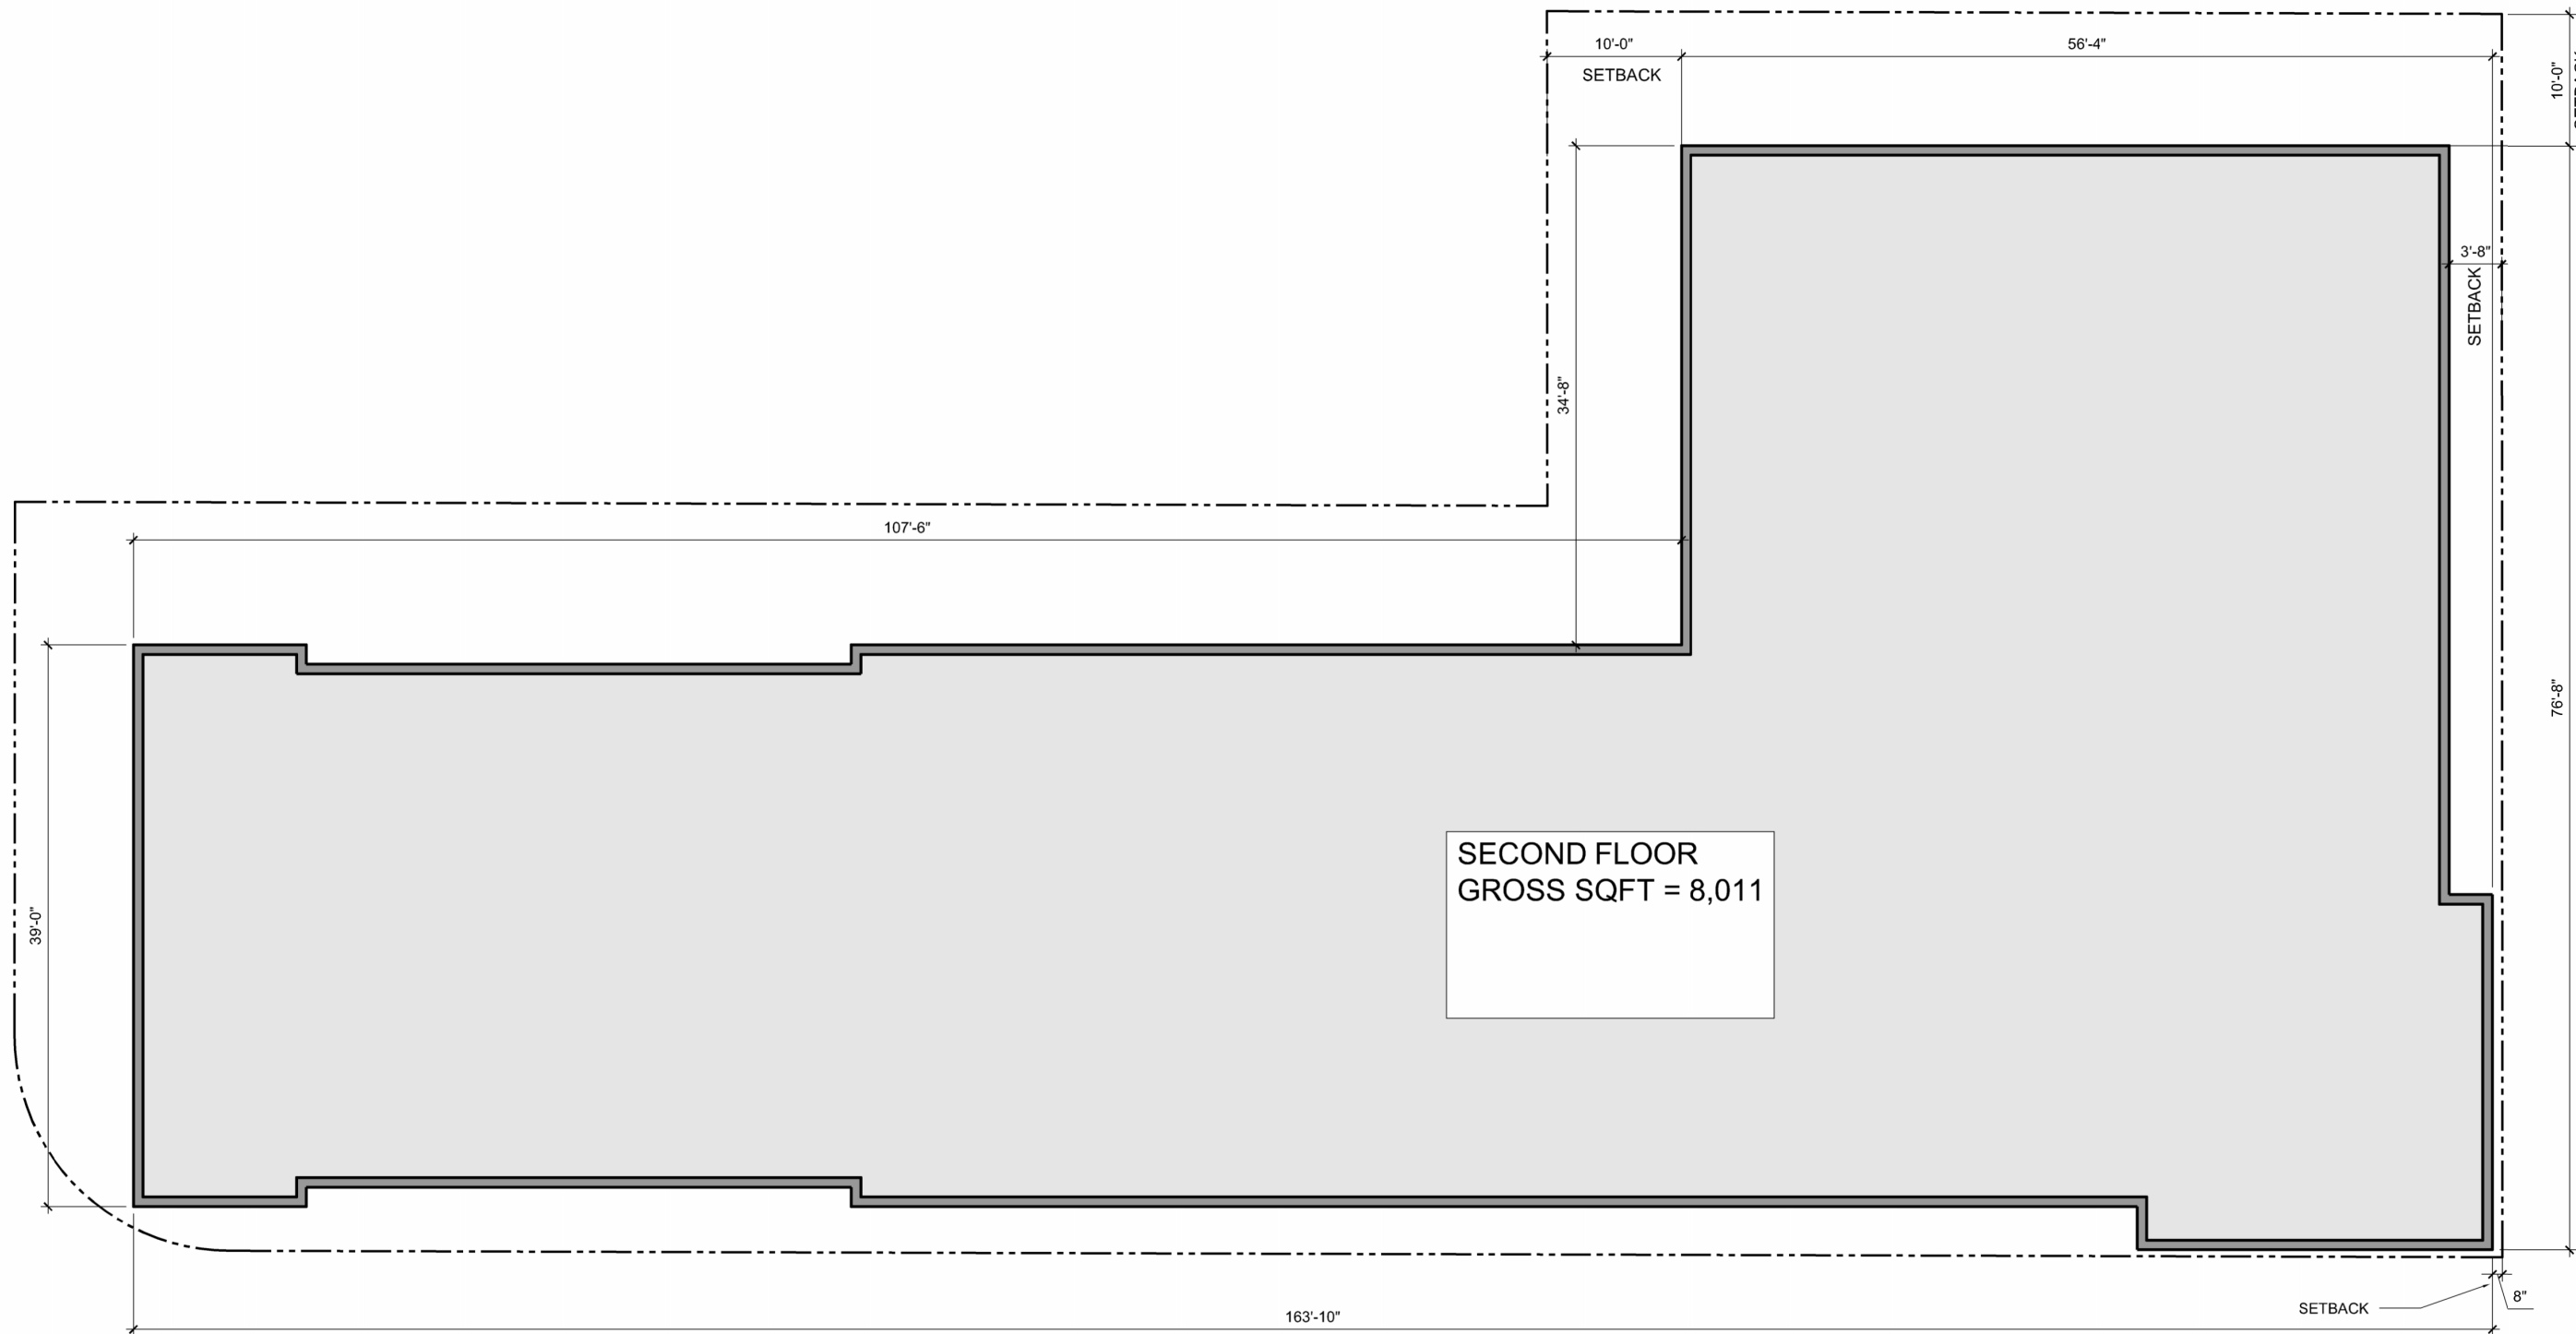 10'-0"
56'-4"
SETBACK
10'-0"
3'-8"
SETBACK
34'-8"
107'-6"
76'-8"
SECOND FLOOR
GROSS SQFT = 8,011
39'-0"
8"
SETBACK
163'-10"